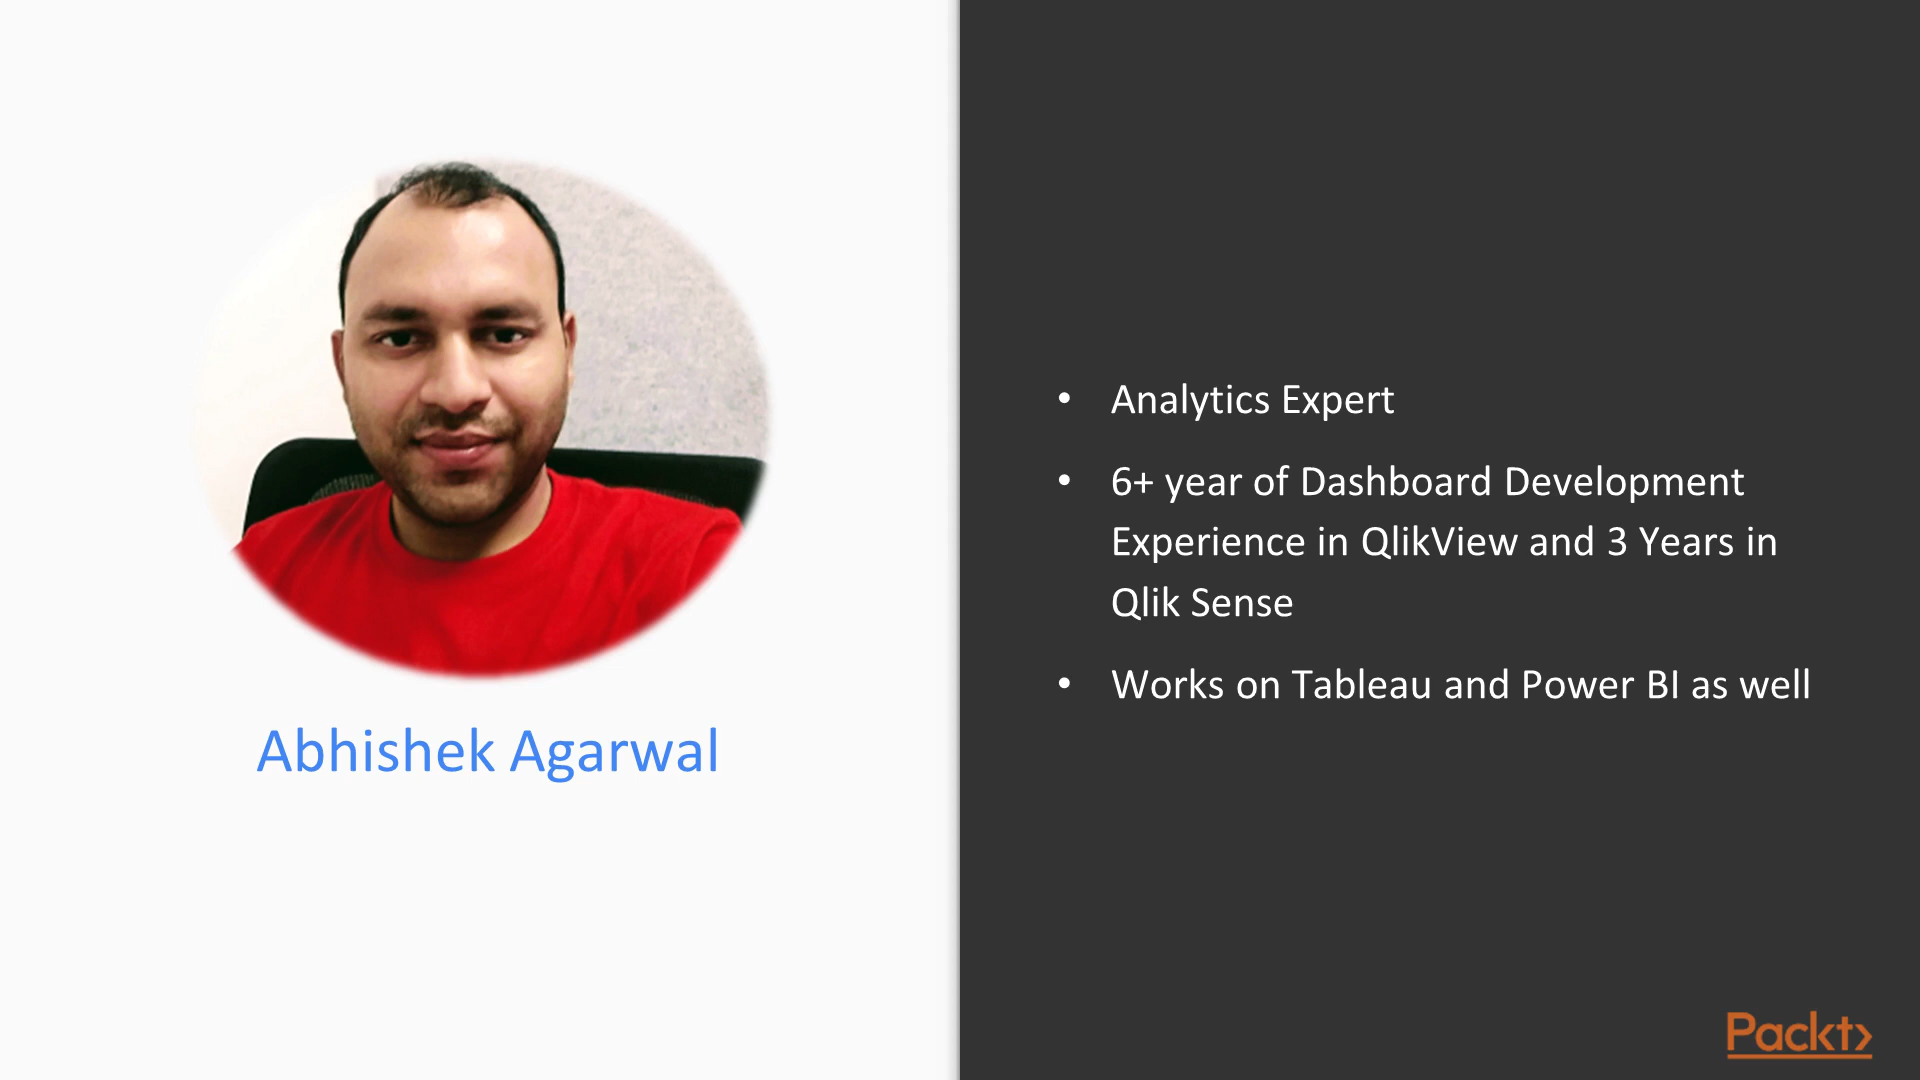 Abhishek Agarwal
• Analytics Expert
• 6+ year of Dashboard Development
Experience in QlikView and 3 Years in
Qlik Sense
• Works on Tableau and Power BI as well
Packt>